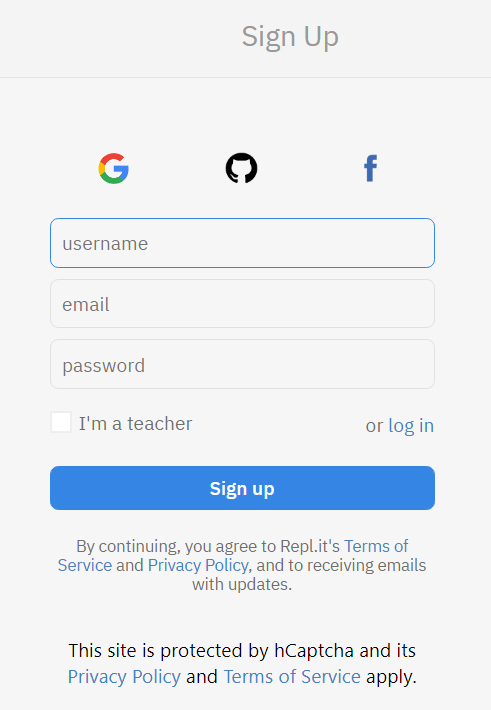 Sign Up
username
email
password
I'm a teacher
or log in
Sign up
By continuing, you agree to Repl.it's Terms of
Service and Privacy Policy, and to receiving emails
with updates.
This site is protected by hCaptcha and its
Privacy Policy and Terms of Service apply.